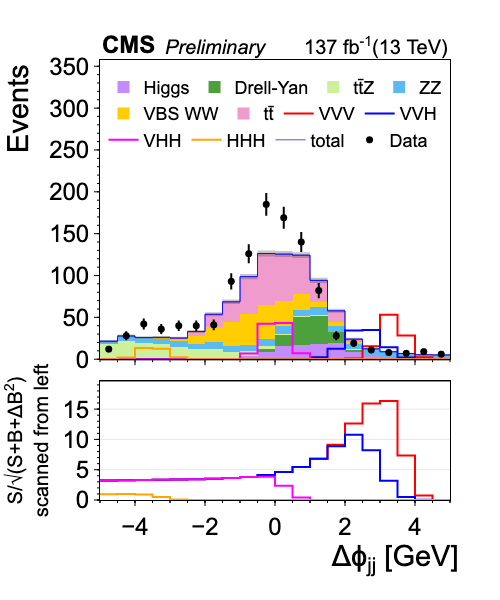 CMS Preliminary 137 fb⁻¹(13 TeV)
Events
350
300
250
200
150
100
50
0
Higgs Drell-Yan tt̄Z ZZ
VBS WW tt̄ VVV VVH
VHH HHH total Data
S/√(S+B+ΔB²)
scanned from left
15
10
5
0
−4 −2 0 2 4
Δϕjj [GeV]